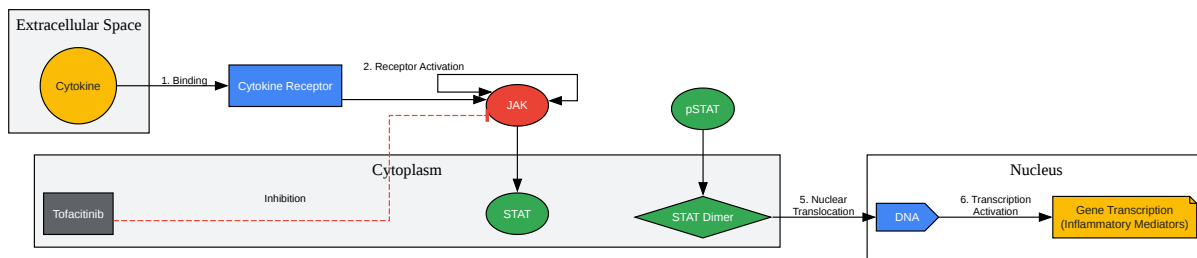 Extracellular Space
Cytokine
1. Binding
Cytokine Receptor
2. Receptor Activation
JAK
pSTAT
Cytoplasm
Tofacitinib
Inhibition
STAT
STAT Dimer
5. Nuclear
Translocation
Nucleus
DNA
6. Transcription
Activation
Gene Transcription
(Inflammatory Mediators)